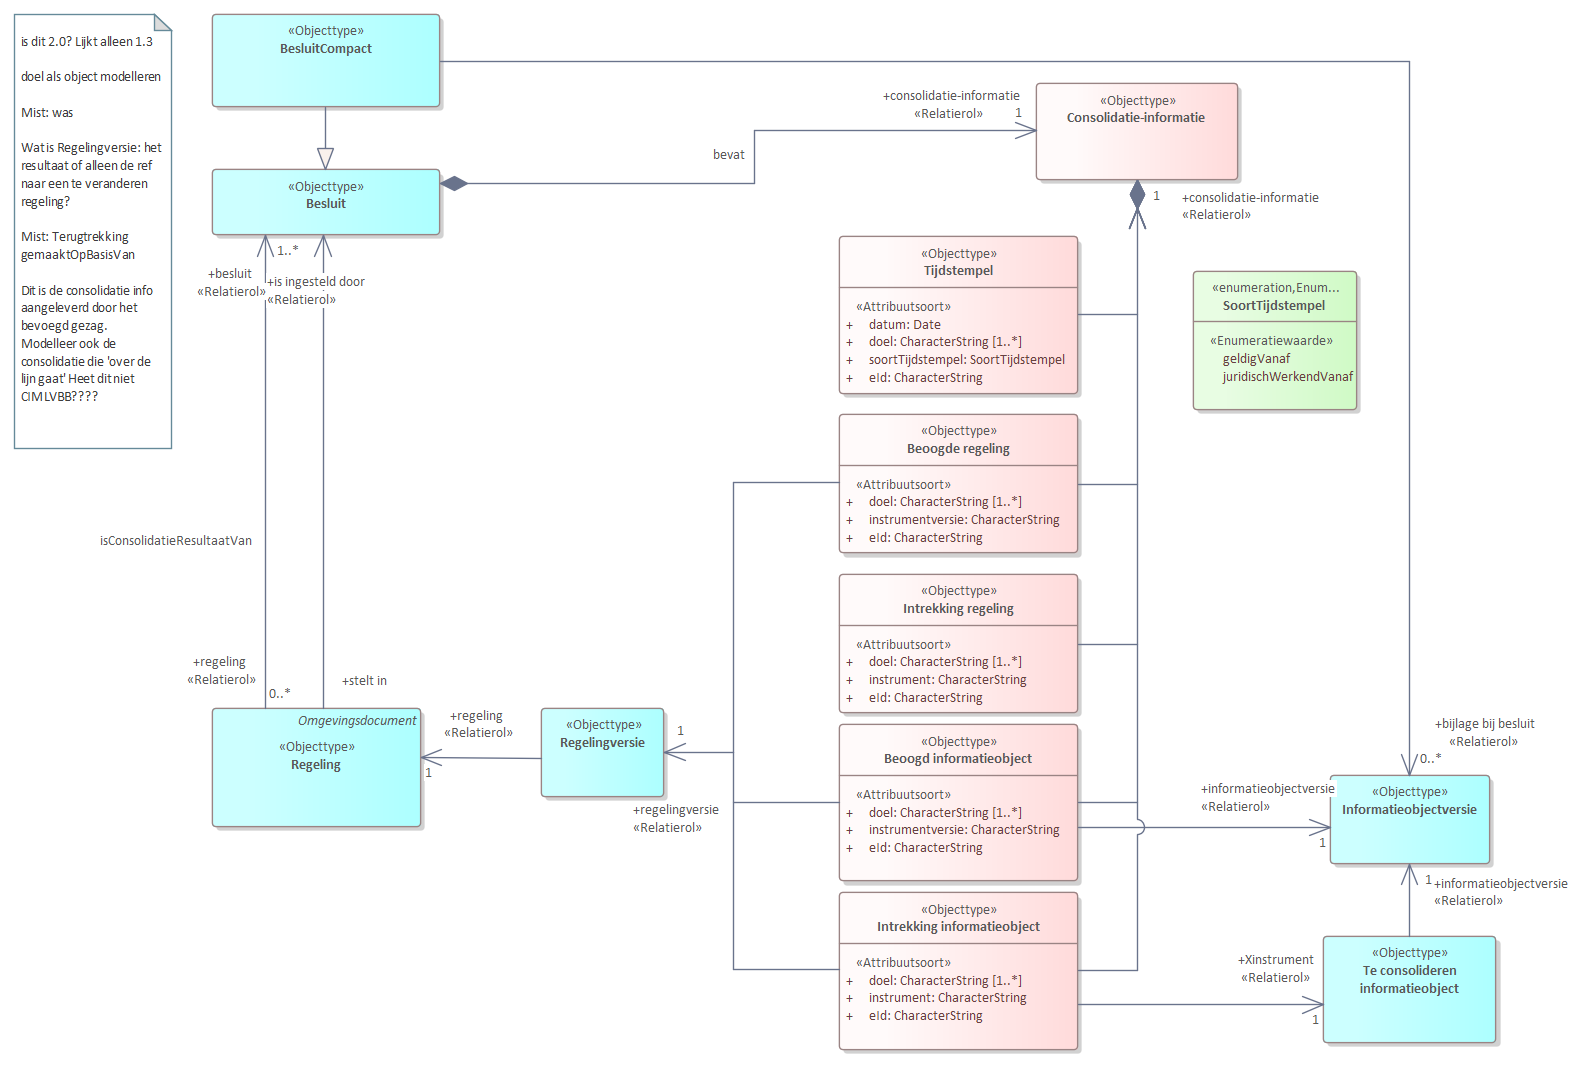 is dit 2.0? Lijkt alleen 1.3
doel als object modelleren
Mist: was
Wat is Regelingversie: het
resultaat of alleen de ref
naar een te veranderen
regeling?
Mist: Terugtrekking
gemaaktOpBasisVan
Dit is de consolidatie info
aangeleverd door het
bevoegd gezag.
Modelleer ook de
consolidatie die 'over de
lijn gaat' Heet dit niet
CIM LVBB????
«Objecttype»
BesluitCompact
«Objecttype»
Besluit
+consolidatie-informatie
«Relatierol»
1
bevat
«Objecttype»
Consolidatie-informatie
1
+consolidatie-informatie
«Relatierol»
1..*
+besluit
«Relatierol»
+is ingesteld door
«Relatierol»
«Objecttype»
Tijdstempel
«Attribuutsoort»
+ datum: Date
+ doel: CharacterString [1..*]
+ soortTijdstempel: SoortTijdstempel
+ eId: CharacterString
«enumeration,Enum...
SoortTijdstempel
«Enumeratiewaarde»
geldigVanaf
juridischWerkendVanaf
«Objecttype»
Beoogde regeling
«Attribuutsoort»
+ doel: CharacterString [1..*]
+ instrumentversie: CharacterString
+ eId: CharacterString
isConsolidatieResultaatVan
«Objecttype»
Intrekking regeling
«Attribuutsoort»
+ doel: CharacterString [1..*]
+ instrument: CharacterString
+ eId: CharacterString
+regeling
«Relatierol»
0..*
+stelt in
Omgevingsdocument
«Objecttype»
Regeling
+regeling
«Relatierol»
1
«Objecttype»
Regelingversie
1
+regelingversie
«Relatierol»
«Objecttype»
Beoogd informatieobject
«Attribuutsoort»
+ doel: CharacterString [1..*]
+ instrumentversie: CharacterString
+ eId: CharacterString
+bijlage bij besluit
«Relatierol»
0..*
+informatieobjectversie
«Relatierol»
1
«Objecttype»
Informatieobjectversie
1
+informatieobjectversie
«Relatierol»
«Objecttype»
Intrekking informatieobject
«Attribuutsoort»
+ doel: CharacterString [1..*]
+ instrument: CharacterString
+ eId: CharacterString
+Xinstrument
«Relatierol»
1
«Objecttype»
Te consolideren
informatieobject